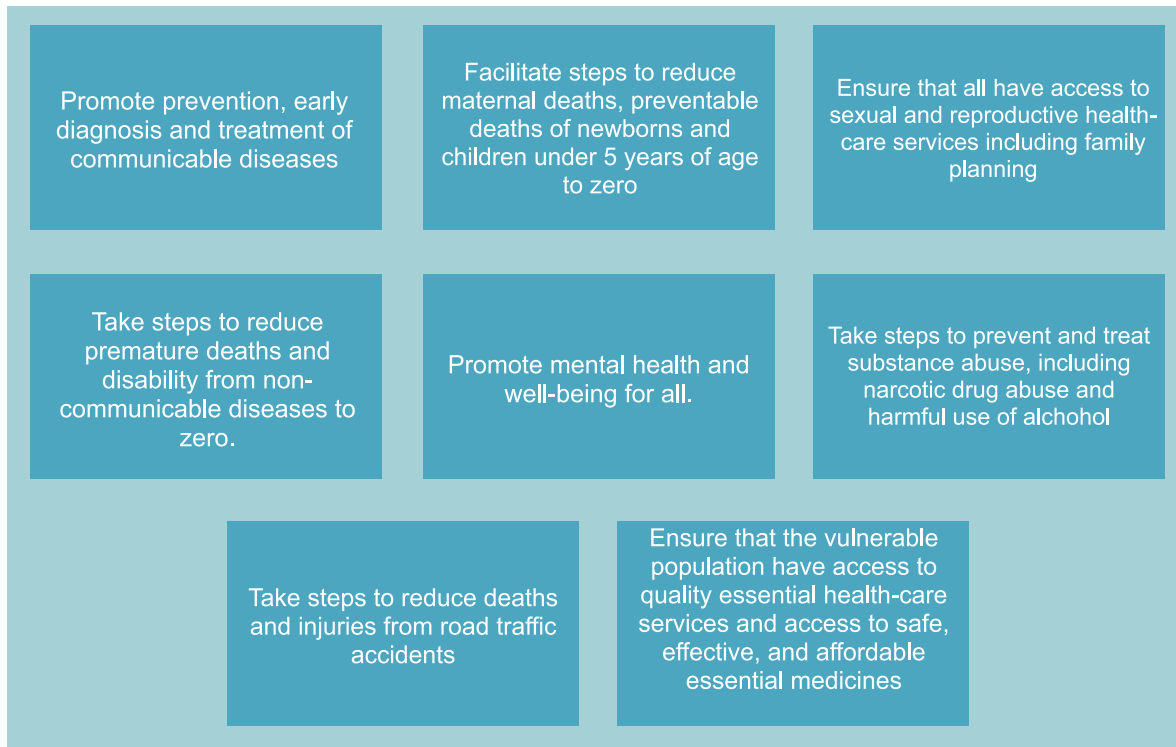 Promote prevention, early
diagnosis and treatment of
communicable diseases
Facilitate steps to reduce
maternal deaths, preventable
deaths of newborns and
children under 5 years of age
to zero
Ensure that all have access to
sexual and reproductive health-
care services including family
planning
Take steps to reduce
premature deaths and
disability from non-
communicable diseases to
zero.
Promote mental health and
well-being for all.
Take steps to prevent and treat
substance abuse, including
narcotic drug abuse and
harmful use of alchohol
Take steps to reduce deaths
and injuries from road traffic
accidents
Ensure that the vulnerable
population have access to
quality essential health-care
services and access to safe,
effective, and affordable
essential medicines